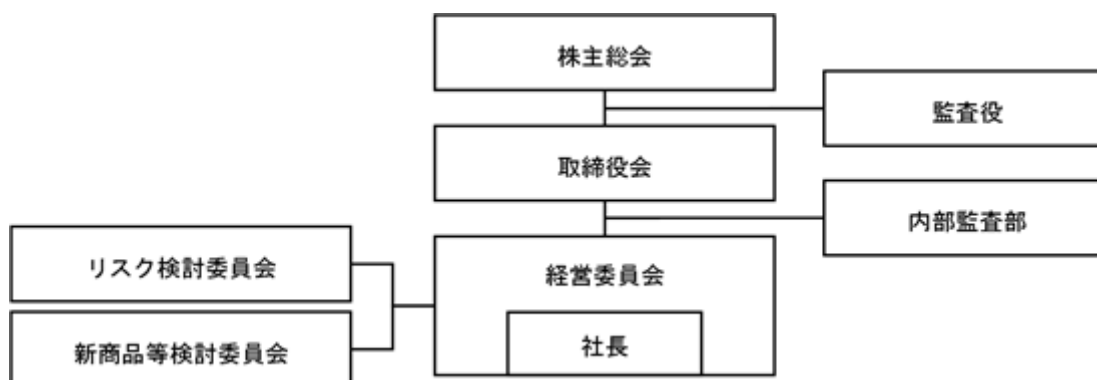 株主総会
監査役
取締役会
内部監査部
リスク検討委員会
経営委員会
新商品等検討委員会
社長